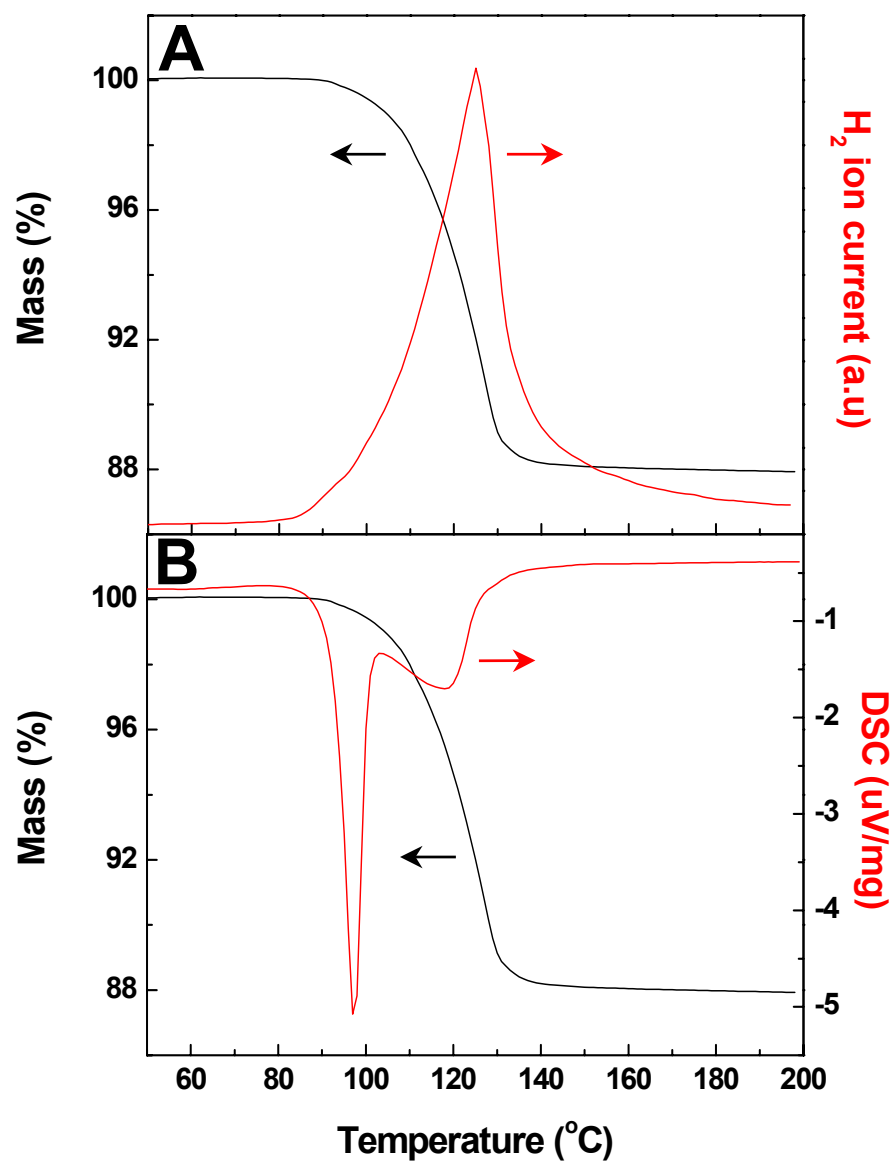 A
100
96
92
88
Mass (%)
H₂ ion current (a.u)
B
100
96
92
88
Mass (%)
-1
-2
-3
-4
-5
DSC (uV/mg)
60 80 100 120 140 160 180 200
Temperature (°C)